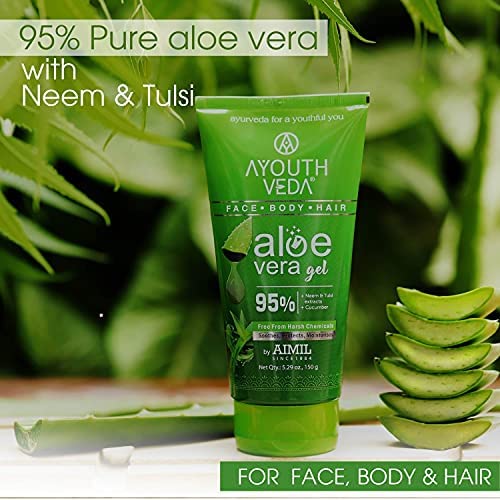 95% Pure aloe vera
with
Neem & Tulsi
ayurveda for a youthful you
AYOUTH
VEDA®
FACE • BODY • HAIR
aloe
vera gel
95%
+ Neem & Tulsi
extracts
+ Cucumber
Free From Harsh Chemicals
Soothes, Protects, Moisturises
by AIMIL
SINCE 1984
Net Qty.: 5.29 oz., 150 g
FOR FACE, BODY & HAIR